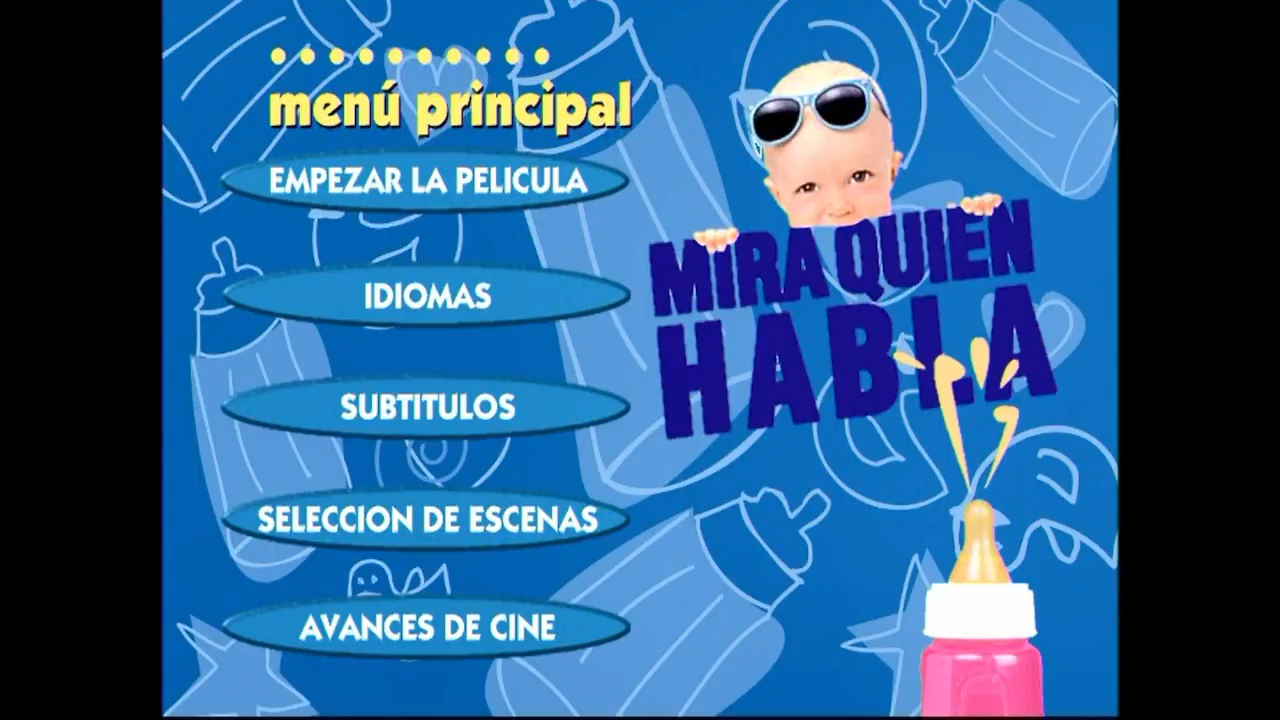 menú principal
EMPEZAR LA PELICULA
IDIOMAS
SUBTITULOS
SELECCION DE ESCENAS
AVANCES DE CINE
MIRA QUIEN
HABLA